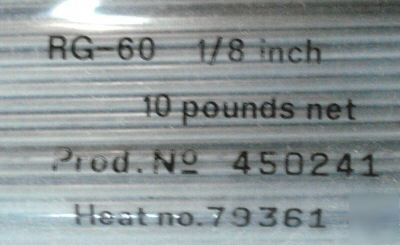 RG-60 1/8 inch
10 pounds net
Prod. Nº 450241
Heat no. 79361